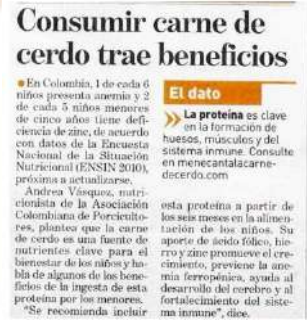 Consumir carne de
cerdo trae beneficios
● En Colombia, 1 de cada 6
niños presenta anemia y 2
de cada 5 niños menores
de cinco años tiene defi-
ciencia de zinc, de acuerdo
con datos de la Encuesta
Nacional de la Situación
Nutricional (ENSIN 2010),
próxima a actualizarse.
Andrea Vásquez, nutri-
cionista de la Asociación
Colombiana de Porciculto-
res, plantea que la carne
de cerdo es una fuente de
nutrientes clave para el
bienestar de los niños y ha-
bla de algunos de los bene-
ficios de la ingesta de esta
proteína por los menores.
"Se recomienda incluir
El dato
La proteína es clave
en la formación de
huesos, músculos y del
sistema inmune. Consulte
en mencantalacarne-
decerdo.com
esta proteína a partir de
los seis meses en la alimen-
tación de los niños. Su
aporte de ácido fólico, hie-
rro y zinc promueve el cre-
cimiento, previene la ane-
mia ferropénica, ayuda al
desarrollo del cerebro y al
fortalecimiento del siste-
ma inmune", dice.